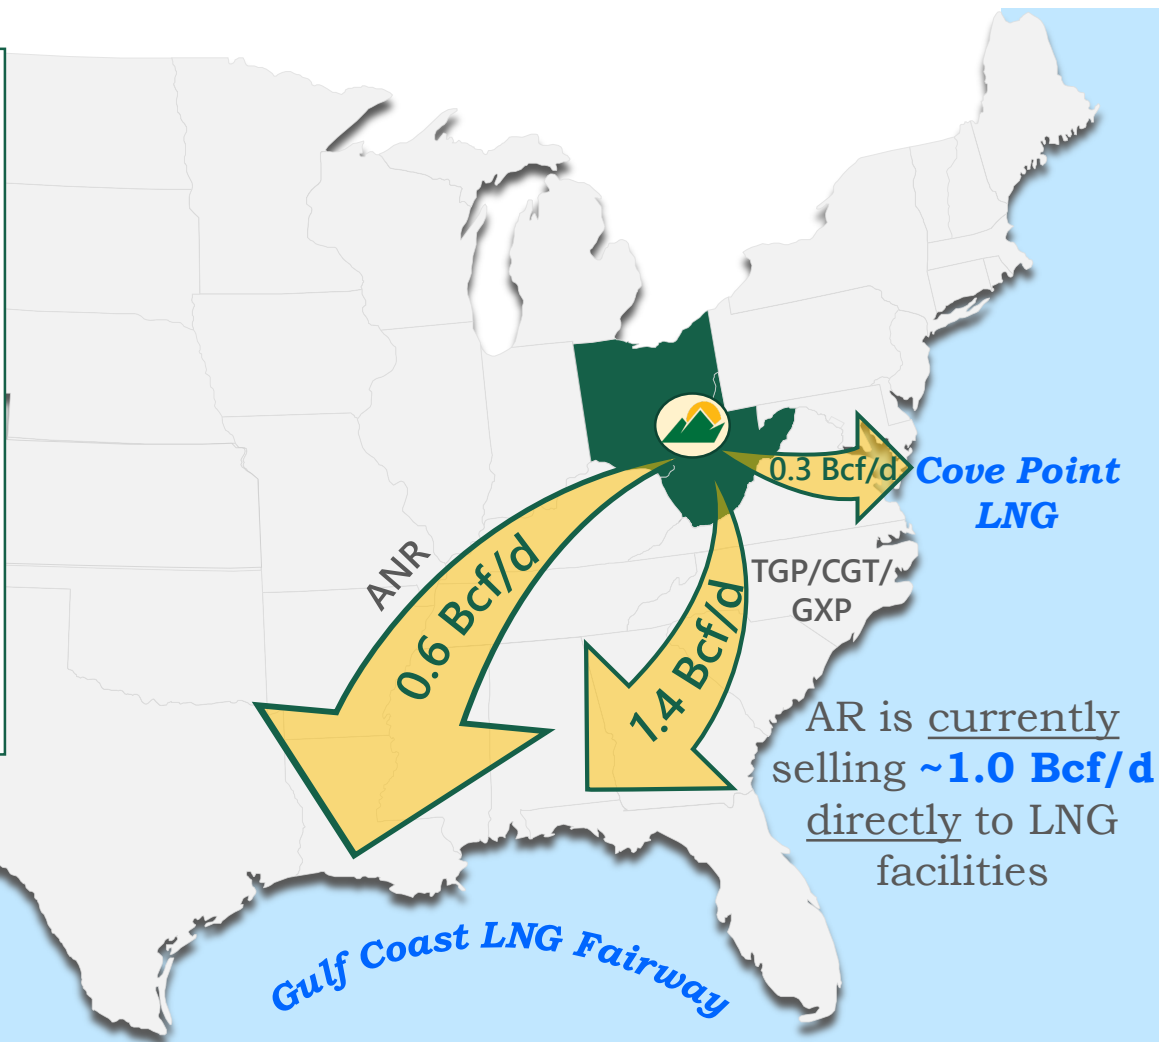 0.3 Bcf/d
Cove Point
LNG
ANR
0.6 Bcf/d
TGP/CGT/
GXP
1.4 Bcf/d
AR is currently
selling ~1.0 Bcf/d
directly to LNG
facilities
Gulf Coast LNG Fairway